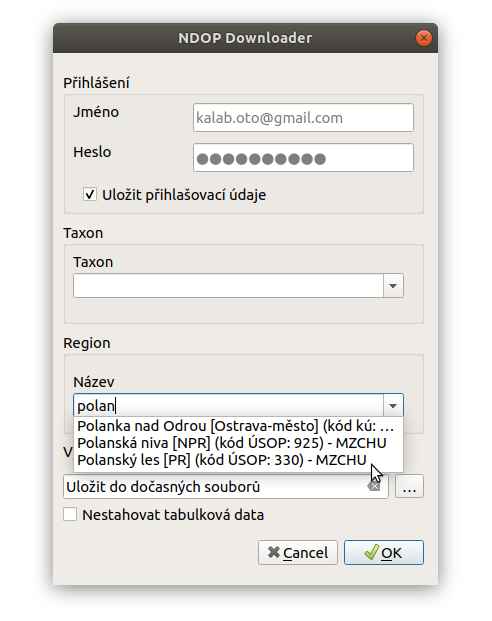 NDOP Downloader
Přihlášení
Jméno
kalab.oto@gmail.com
Heslo
●●●●●●●●●●
Uložit přihlašovací údaje
Taxon
Taxon
Region
Název
polan
Polanka nad Odrou [Ostrava-město] (kód kú: ...
Polanská niva [NPR] (kód ÚSOP: 925) - MZCHU
Polanský les [PR] (kód ÚSOP: 330) - MZCHU
V
Uložit do dočasných souborů
...
Nestahovat tabulková data
Cancel
OK